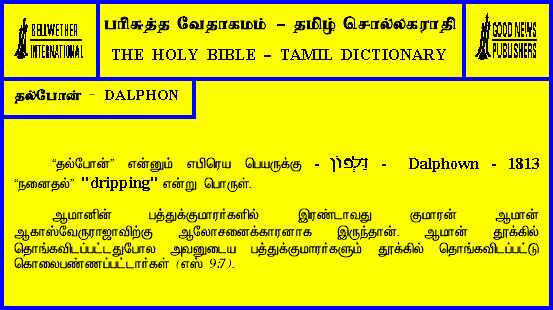 BELLWETHER
INTERNATIONAL
பரிசுத்த வேதாகமம் – தமிழ் சொல்லகராதி
THE HOLY BIBLE – TAMIL DICTIONARY
GOOD NEWS
PUBLISHERS
தல்போன் – DALPHON
“தல்போன்” என்னும் எபிரெய பெயருக்கு - דַּלְפוֹן - Dalphown - 1813
“நனைதல்” "dripping" என்று பொருள்.
ஆமானின் பத்துக்குமாரர்களில் இரண்டாவது குமாரன் ஆமான்
ஆகாஸ்வேருராஜாவிற்கு ஆலோசனைக்காரனாக இருந்தான். ஆமான் தூக்கில்
தொங்கவிடப்பட்டதுபோல அவனுடைய பத்துக்குமாரர்களும் தூக்கில் தொங்கவிடப்பட்டு
கொலைபண்ணப்பட்டார்கள் (எஸ் 9:7).